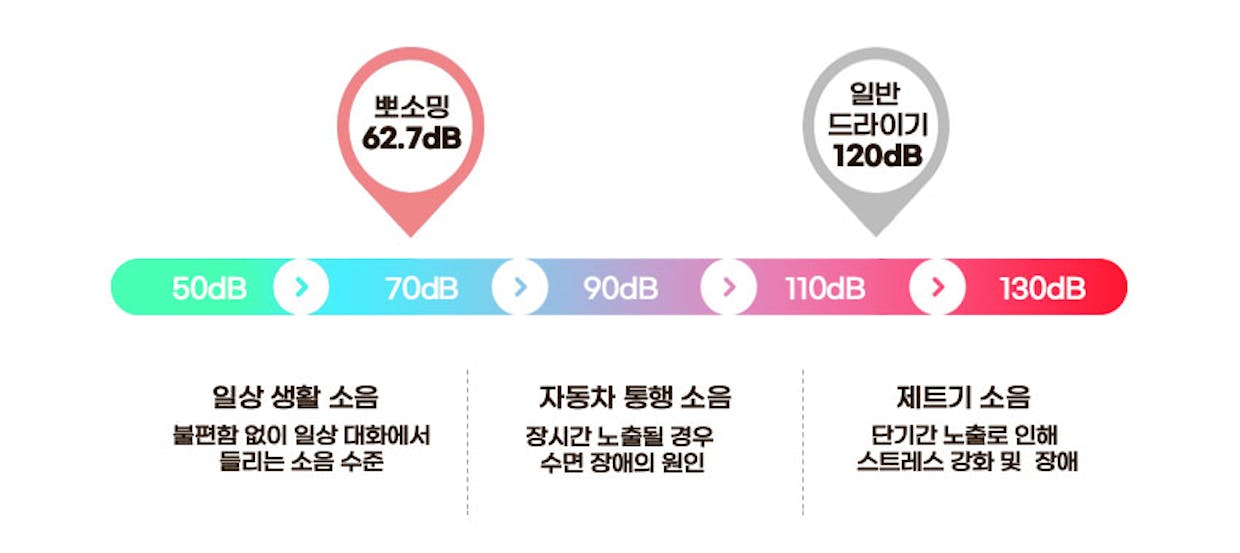 뽀소밍
62.7dB
일반
드라이기
120dB
50dB
70dB
90dB
110dB
130dB
일상 생활 소음
불편함 없이 일상 대화에서
들리는 소음 수준
자동차 통행 소음
장시간 노출될 경우
수면 장애의 원인
제트기 소음
단기간 노출로 인해
스트레스 강화 및 장애